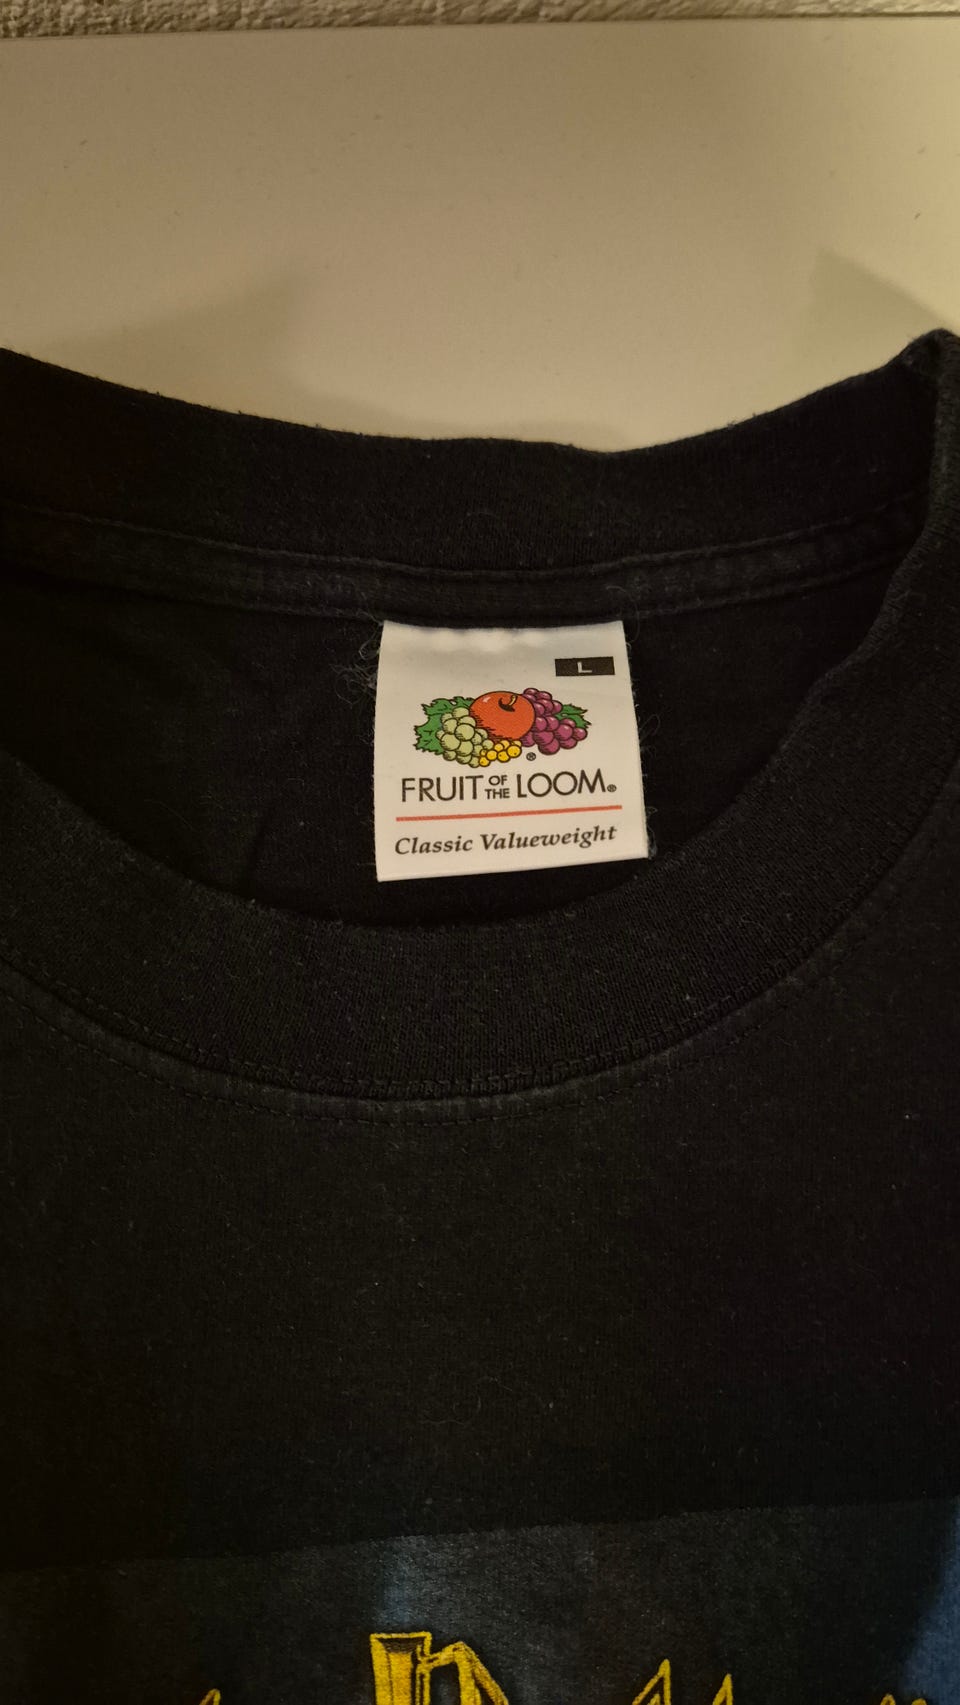 L
FRUIT OF THE LOOM®
Classic Valueweight